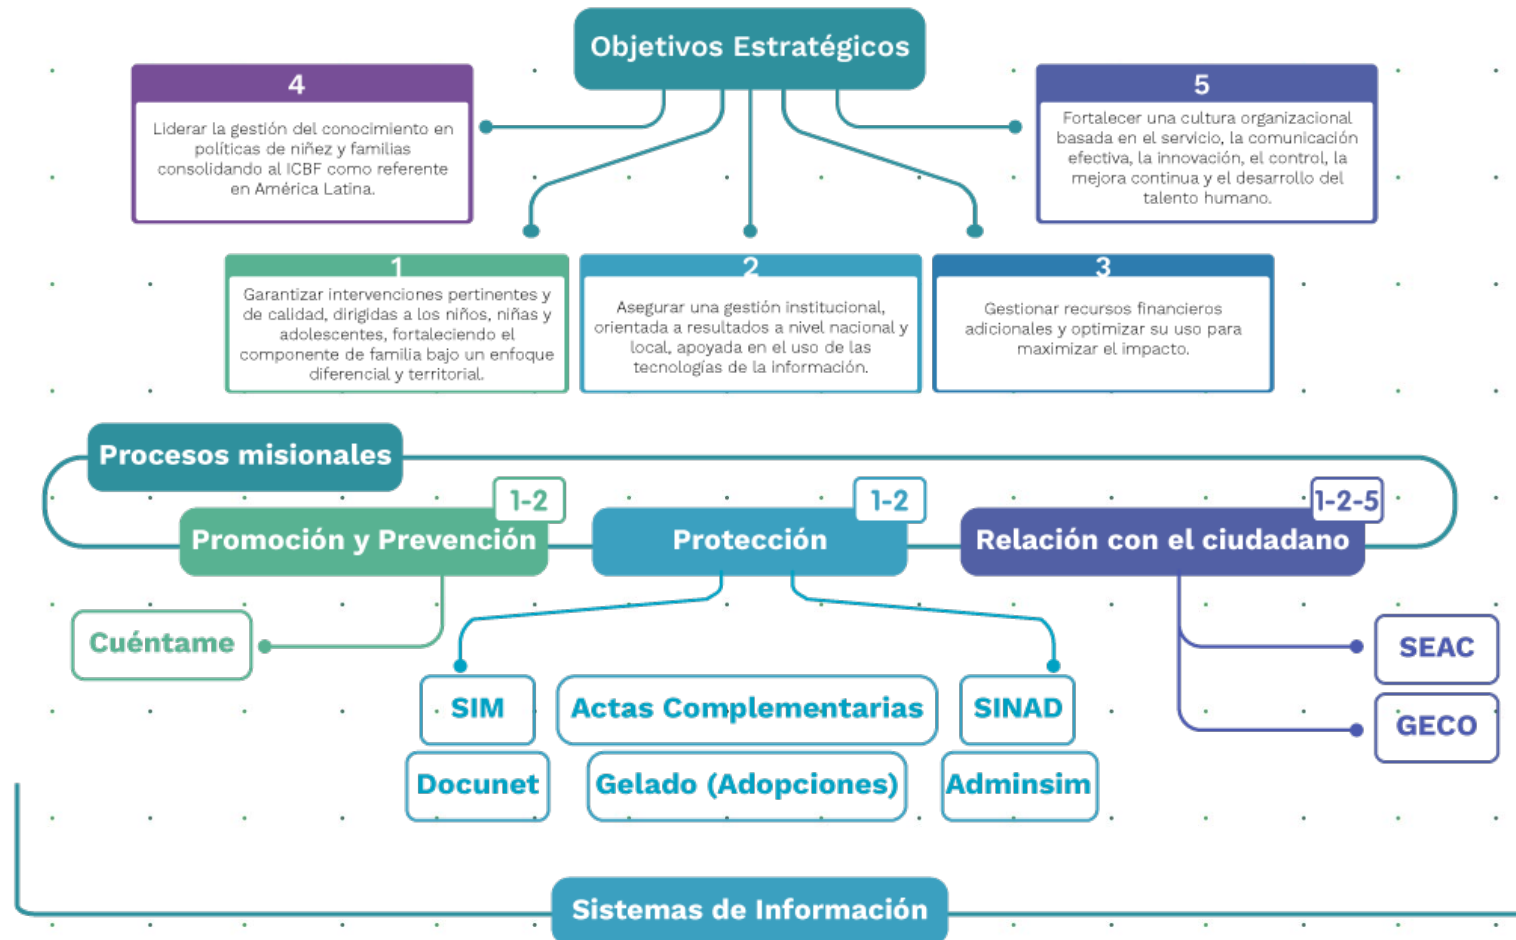 Objetivos Estratégicos
4
Liderar la gestión del conocimiento en
políticas de niñez y familias
consolidando al ICBF como referente
en América Latina.
5
Fortalecer una cultura organizacional
basada en el servicio, la comunicación
efectiva, la innovación, el control, la
mejora continua y el desarrollo del
talento humano.
1
Garantizar intervenciones pertinentes y
de calidad, dirigidas a los niños, niñas y
adolescentes, fortaleciendo el
componente de familia bajo un enfoque
diferencial y territorial.
2
Asegurar una gestión institucional,
orientada a resultados a nivel nacional y
local, apoyada en el uso de las
tecnologías de la información.
3
Gestionar recursos financieros
adicionales y optimizar su uso para
maximizar el impacto.
Procesos misionales
1-2
Promoción y Prevención
1-2
Protección
1-2-5
Relación con el ciudadano
Cuéntame
SIM
Actas Complementarias
SINAD
Docunet
Gelado (Adopciones)
Adminsim
SEAC
GECO
Sistemas de Información